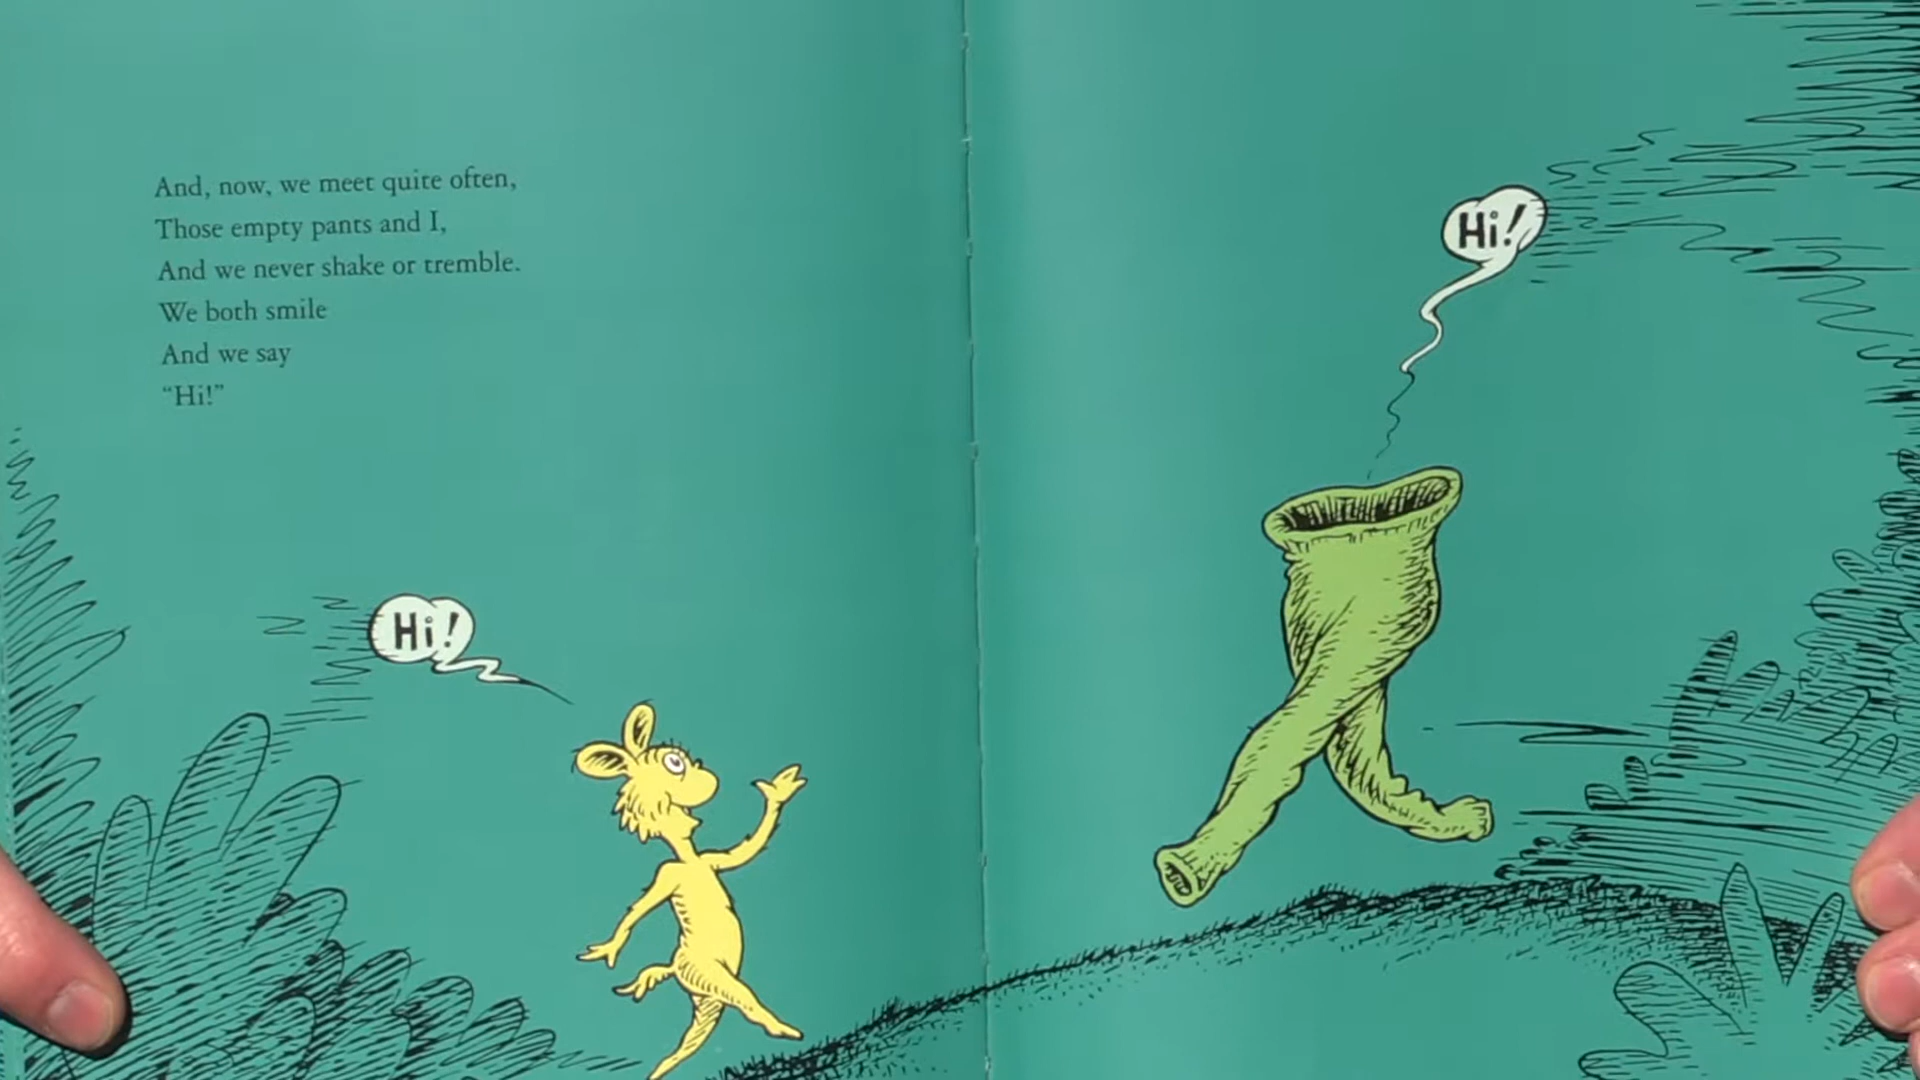 And, now, we meet quite often,
Those empty pants and I,
And we never shake or tremble.
We both smile
And we say
“Hi!”
Hi!
Hi!